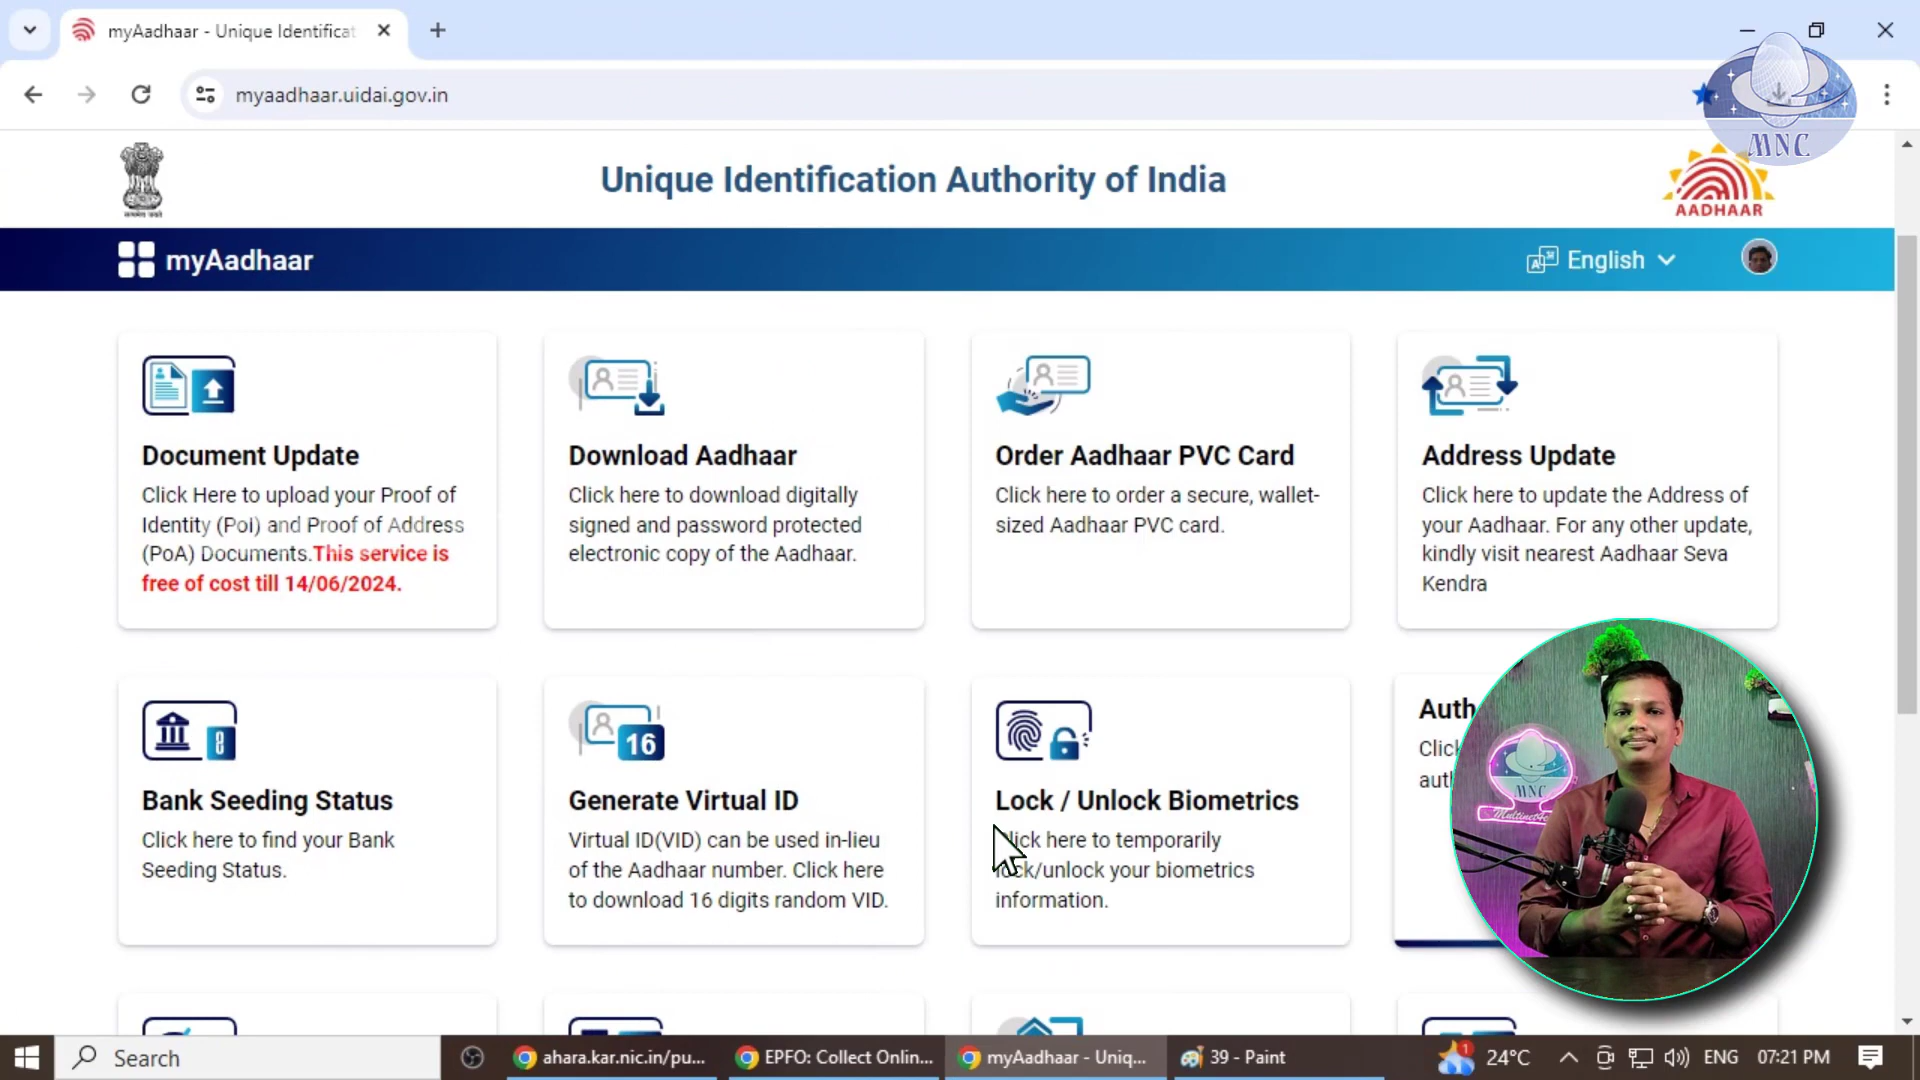 myAadhaar - Unique Identificat
myaadhaar.uidai.gov.in
MNC
Unique Identification Authority of India
AADHAAR
myAadhaar
English
Document Update
Click Here to upload your Proof of
Identity (PoI) and Proof of Address
(PoA) Documents.This service is
free of cost till 14/06/2024.
Download Aadhaar
Click here to download digitally
signed and password protected
electronic copy of the Aadhaar.
Order Aadhaar PVC Card
Click here to order a secure, wallet-
sized Aadhaar PVC card.
Address Update
Click here to update the Address of
your Aadhaar. For any other update,
kindly visit nearest Aadhaar Seva
Kendra
Bank Seeding Status
Click here to find your Bank
Seeding Status.
16
Generate Virtual ID
Virtual ID(VID) can be used in-lieu
of the Aadhaar number. Click here
to download 16 digits random VID.
Lock / Unlock Biometrics
Click here to temporarily
lock/unlock your biometrics
information.
Auth
Clic
auth
MNC
Search
ahara.kar.nic.in/pu...
EPFO: Collect Onlin...
myAadhaar - Uniq...
39 - Paint
1
24°C
ENG
07:21 PM